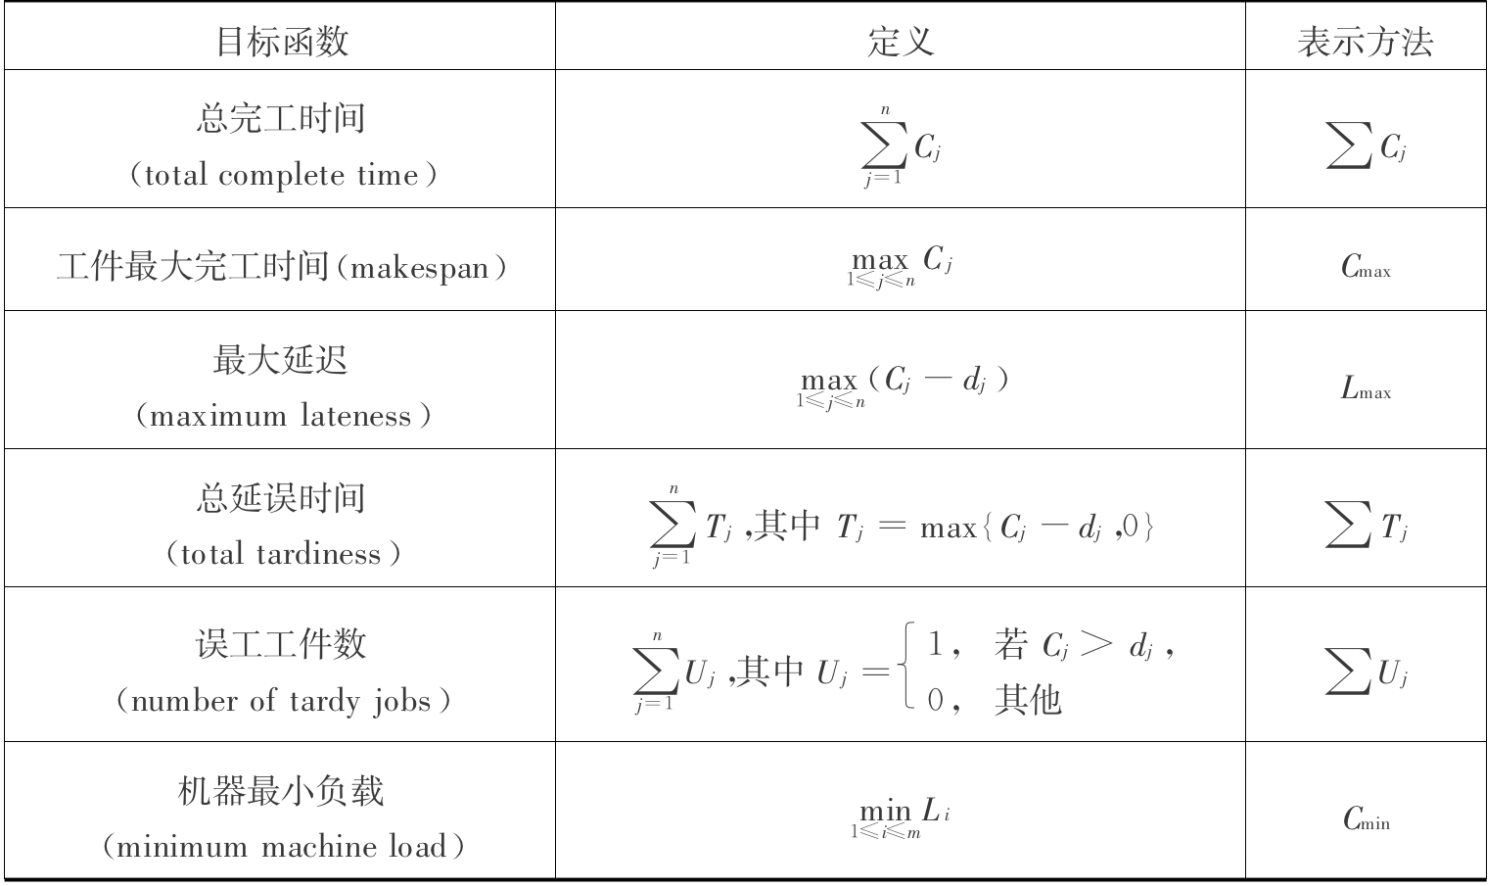 目标函数 定义 表示方法
总完工时间
(total complete time) $\sum_{j=1}^{n} C_j$ $\sum C_j$
工件最大完工时间(makespan) $\max_{1 \leqslant j \leqslant n} C_j$ $C_{\max}$
最大延迟
(maximum lateness) $\max_{1 \leqslant j \leqslant n} (C_j - d_j)$ $L_{\max}$
总延误时间
(total tardiness) $\sum_{j=1}^{n} T_j$,其中 $T_j = \max\{C_j - d_j, 0\}$ $\sum T_j$
误工工件数
(number of tardy jobs) $\sum_{j=1}^{n} U_j$,其中 $U_j = \begin{cases} 1, & 若 C_j > d_j, \\ 0, & 其他 \end{cases}$ $\sum U_j$
机器最小负载
(minimum machine load) $\min_{1 \leqslant i \leqslant m} L_i$ $C_{\min}$